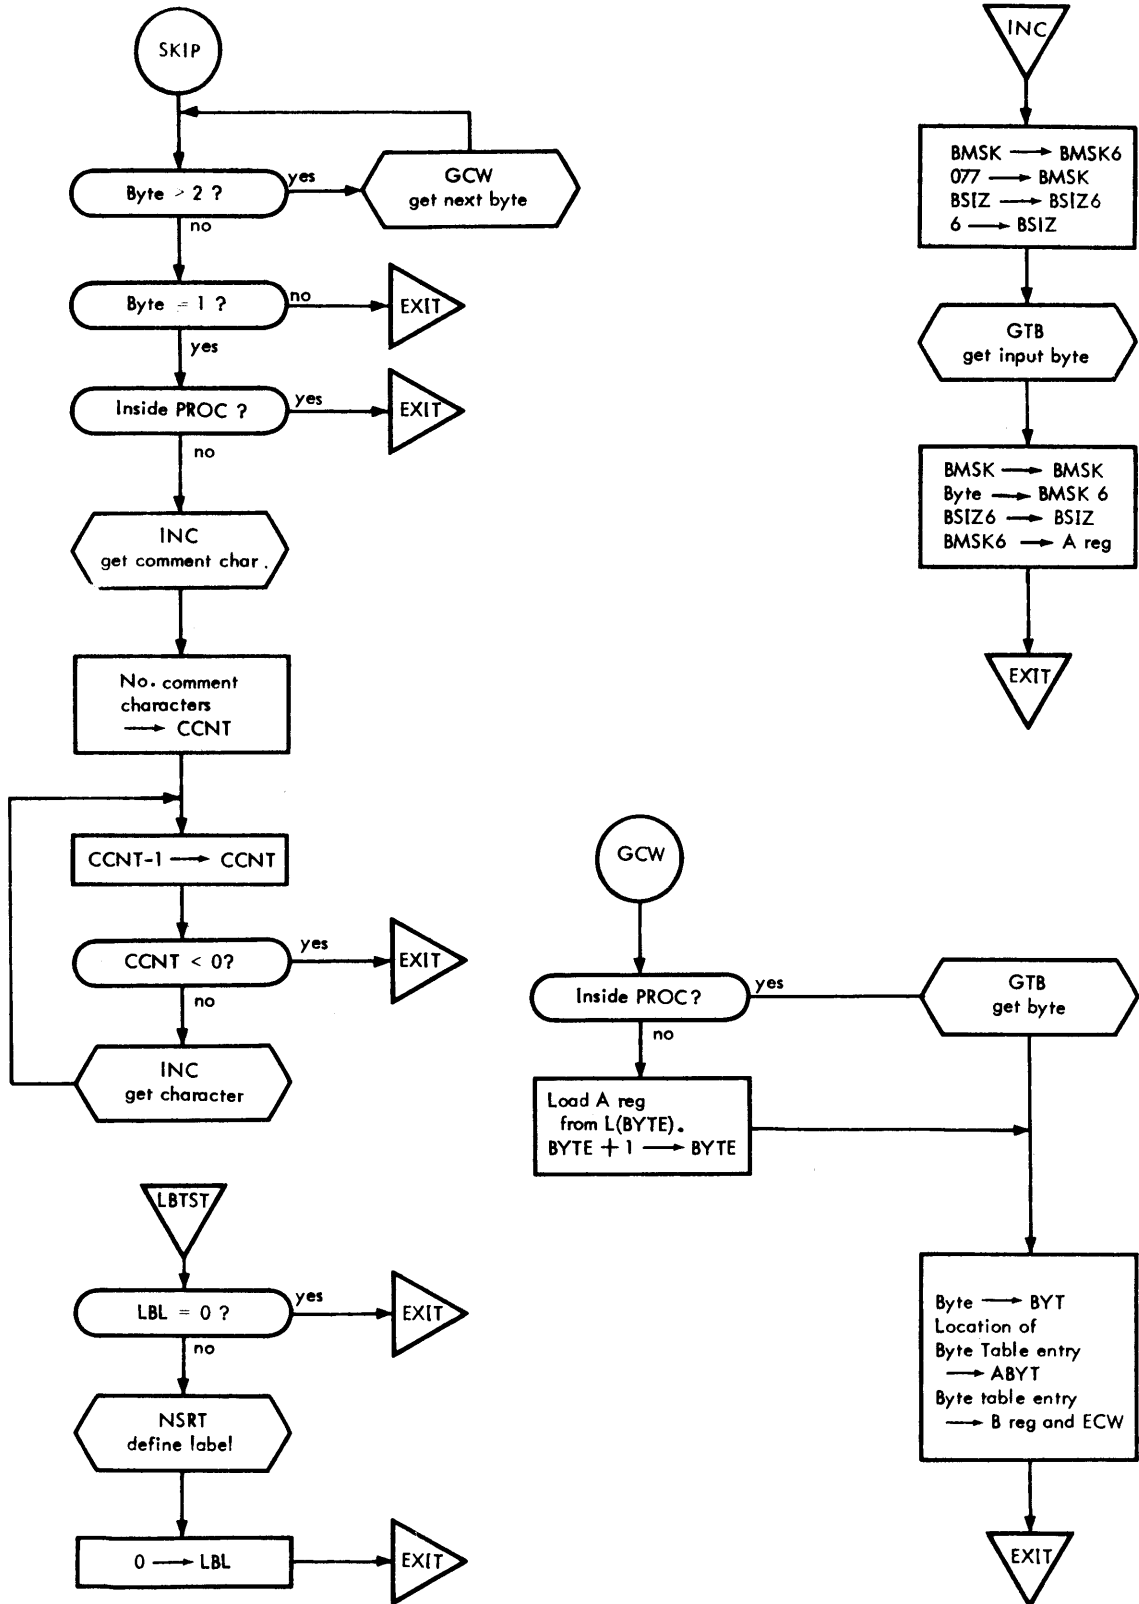 SKIP
Byte > 2 ?
yes
GCW
get next byte
no
Byte = 1 ?
no
EXIT
yes
Inside PROC ?
yes
EXIT
no
INC
get comment char.
No. comment
characters
→ CCNT
CCNT-1 → CCNT
CCNT < 0?
yes
EXIT
no
INC
get character
LBTST
LBL = 0 ?
yes
EXIT
no
NSRT
define label
0 → LBL
EXIT
INC
BMSK → BMSK6
077 → BMSK
BSIZ → BSIZ6
6 → BSIZ
GTB
get input byte
BMSK → BMSK
Byte → BMSK 6
BSIZ6 → BSIZ
BMSK6 → A reg
EXIT
GCW
Inside PROC?
yes
GTB
get byte
no
Load A reg
from L(BYTE).
BYTE + 1 → BYTE
Byte → BYT
Location of
Byte Table entry
→ ABYT
Byte table entry
→ B reg and ECW
EXIT